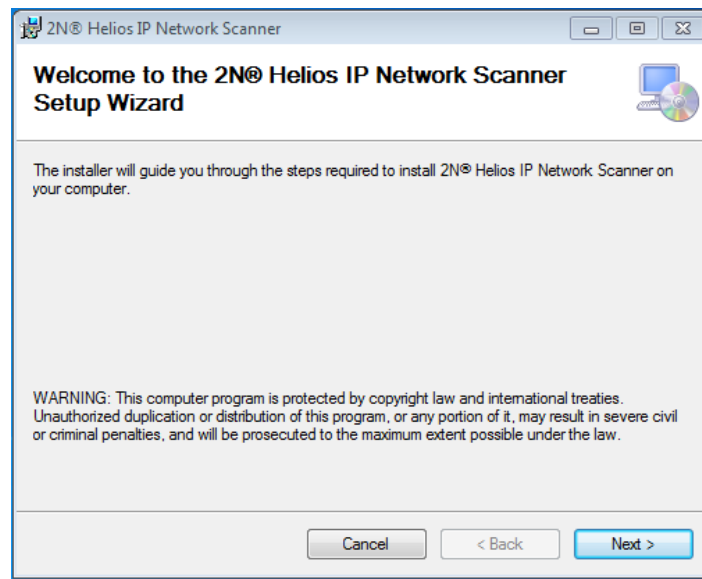 2N® Helios IP Network Scanner
Welcome to the 2N® Helios IP Network Scanner
Setup Wizard
The installer will guide you through the steps required to install 2N® Helios IP Network Scanner on
your computer.
WARNING: This computer program is protected by copyright law and international treaties.
Unauthorized duplication or distribution of this program, or any portion of it, may result in severe civil
or criminal penalties, and will be prosecuted to the maximum extent possible under the law.
Cancel < Back Next >